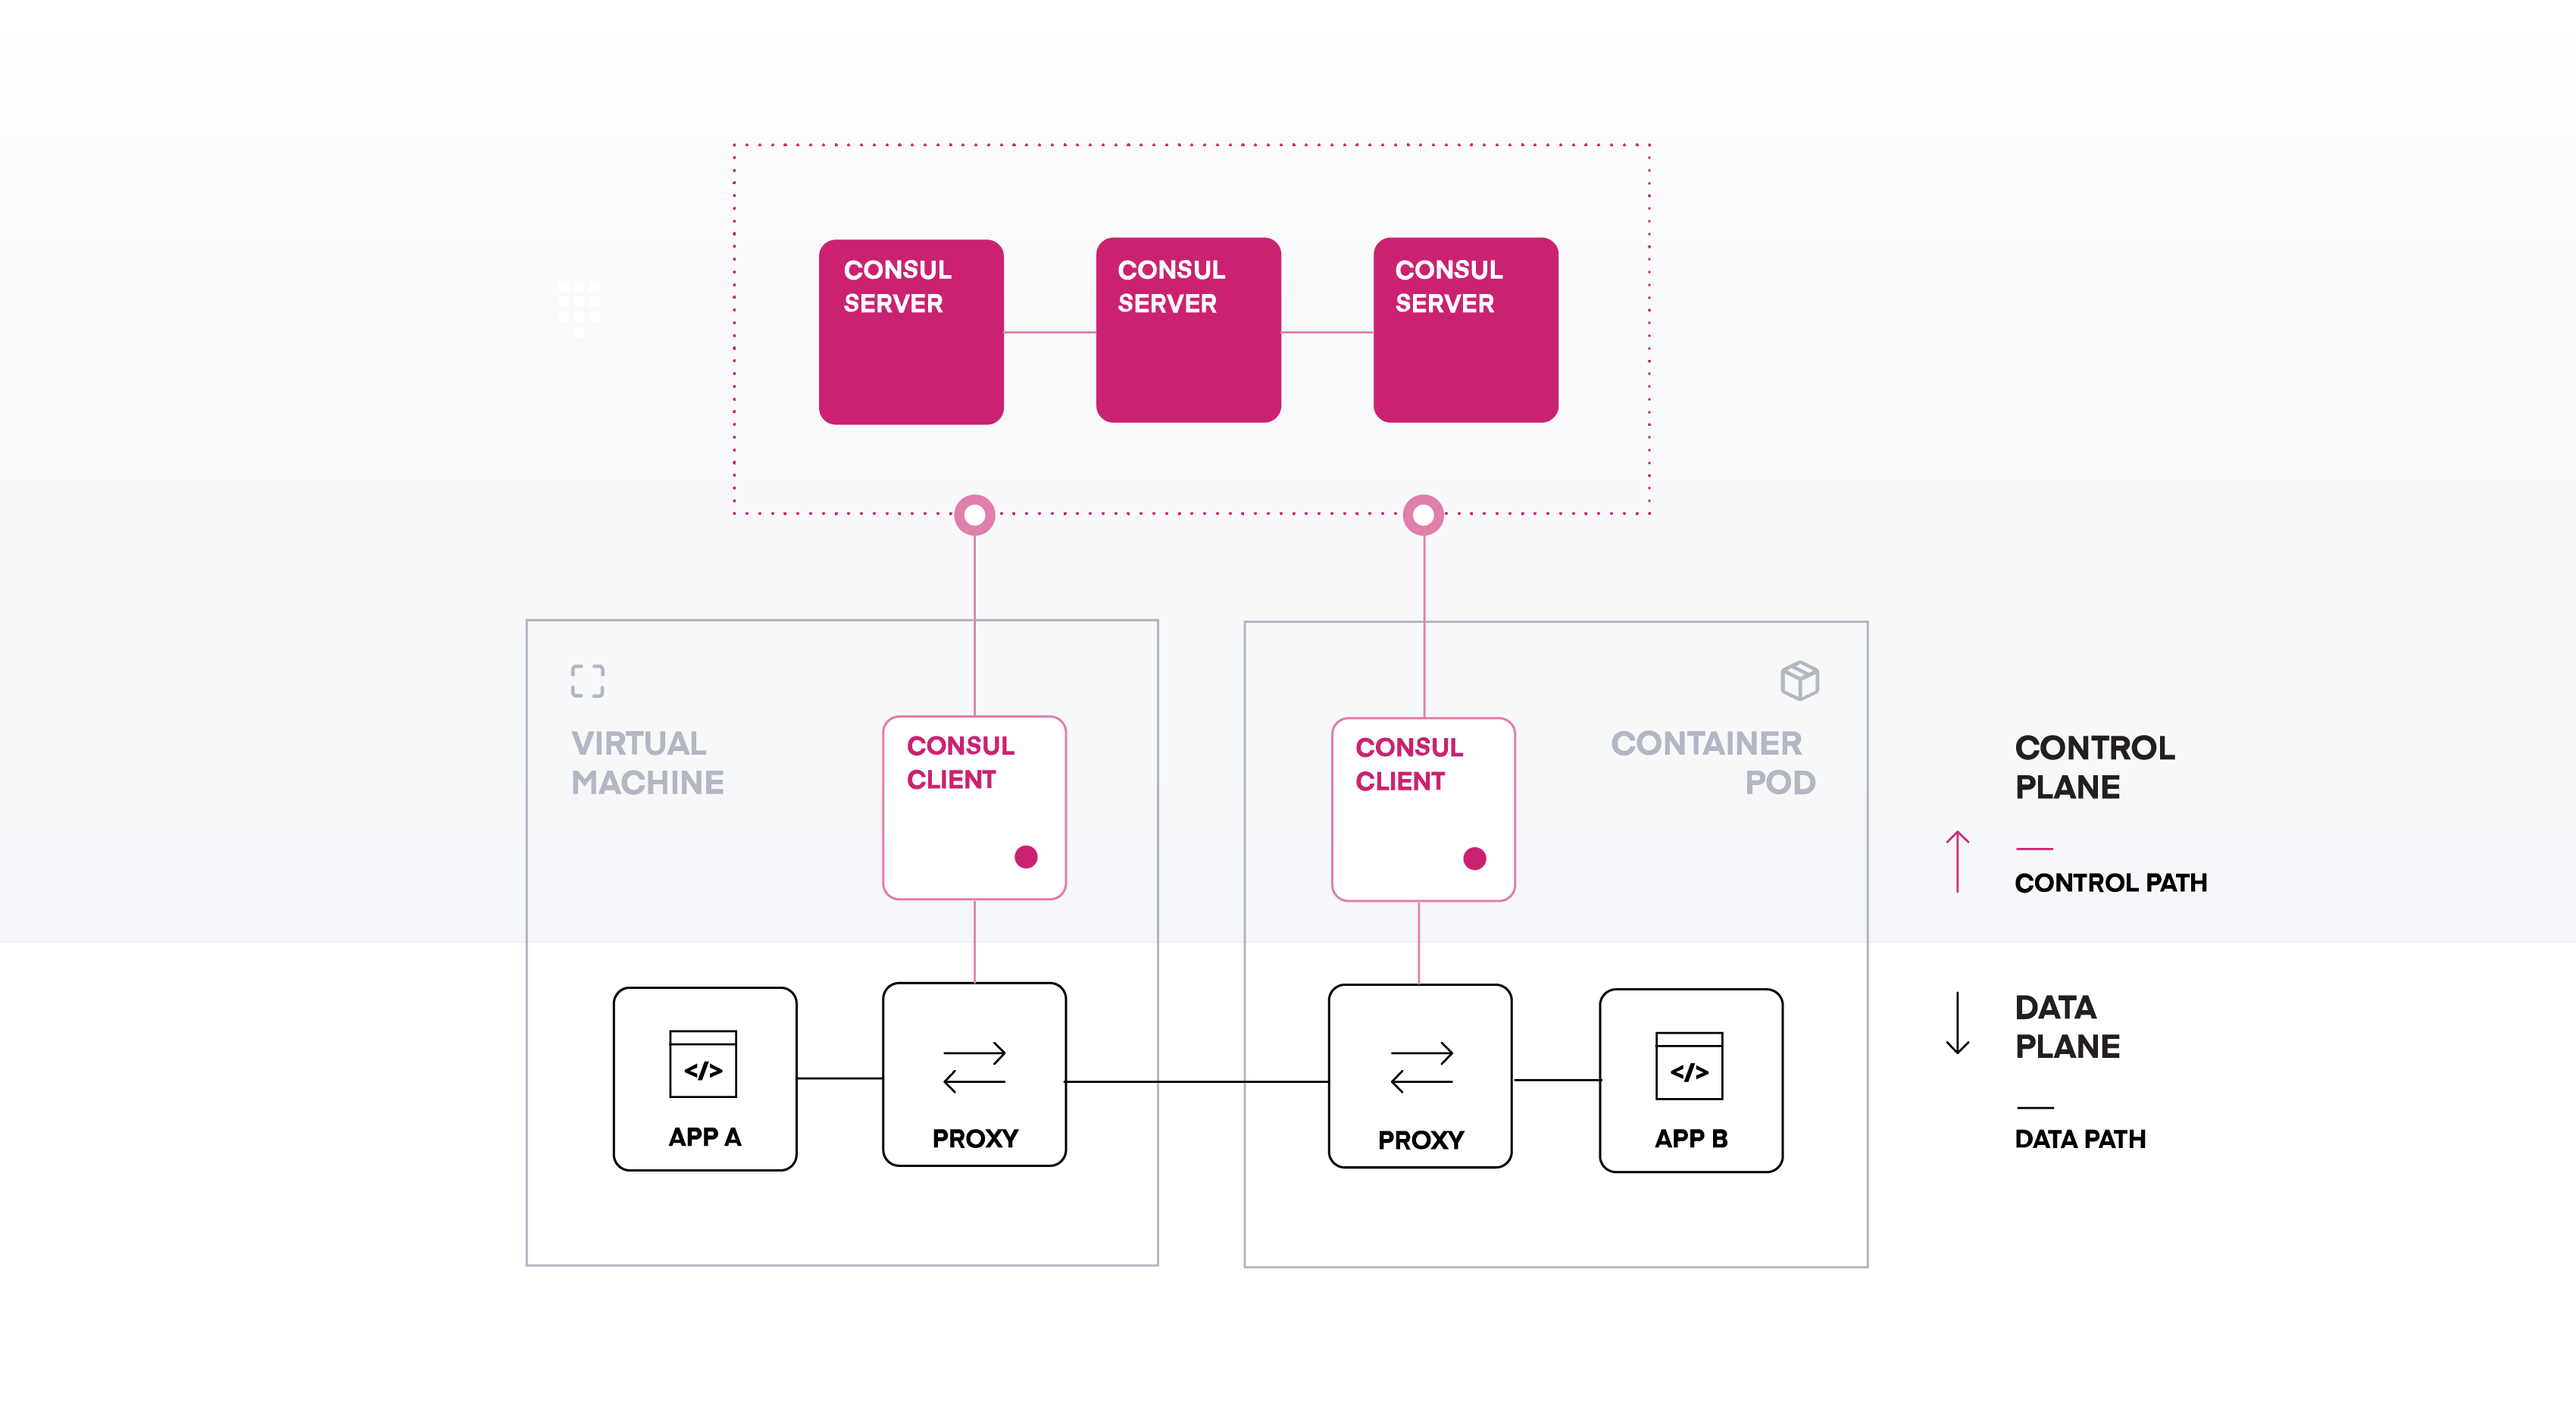 CONSUL
SERVER
CONSUL
SERVER
CONSUL
SERVER
VIRTUAL
MACHINE
CONSUL
CLIENT
CONSUL
CLIENT
CONTAINER
POD
CONTROL
PLANE
CONTROL PATH
</>
APP A
PROXY
PROXY
</>
APP B
DATA
PLANE
DATA PATH